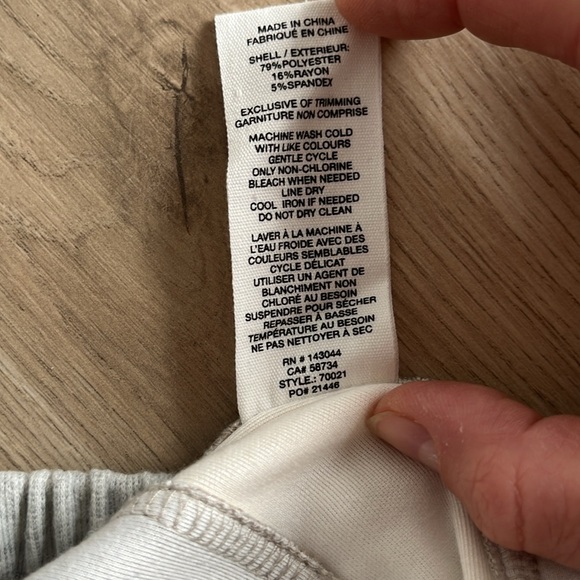 MADE IN CHINA
FABRIQUÉ EN CHINE
SHELL / EXTERIEUR:
79%POLYESTER
16%RAYON
5%SPANDEX
EXCLUSIVE OF TRIMMING
GARNITURE NON COMPRISE
MACHINE WASH COLD
WITH LIKE COLOURS
GENTLE CYCLE
ONLY NON-CHLORINE
BLEACH WHEN NEEDED
LINE DRY
COOL IRON IF NEEDED
DO NOT DRY CLEAN
LAVER À LA MACHINE À
L'EAU FROIDE AVEC DES
COULEURS SEMBLABLES
CYCLE DÉLICAT
UTILISER UN AGENT DE
BLANCHIMENT NON
CHLORÉ AU BESOIN
SUSPENDRE POUR SÉCHER
REPASSER À BASSE
TEMPÉRATURE AU BESOIN
NE PAS NETTOYER À SEC
RN # 143044
CA# 58734
STYLE.: 70021
PO# 21446